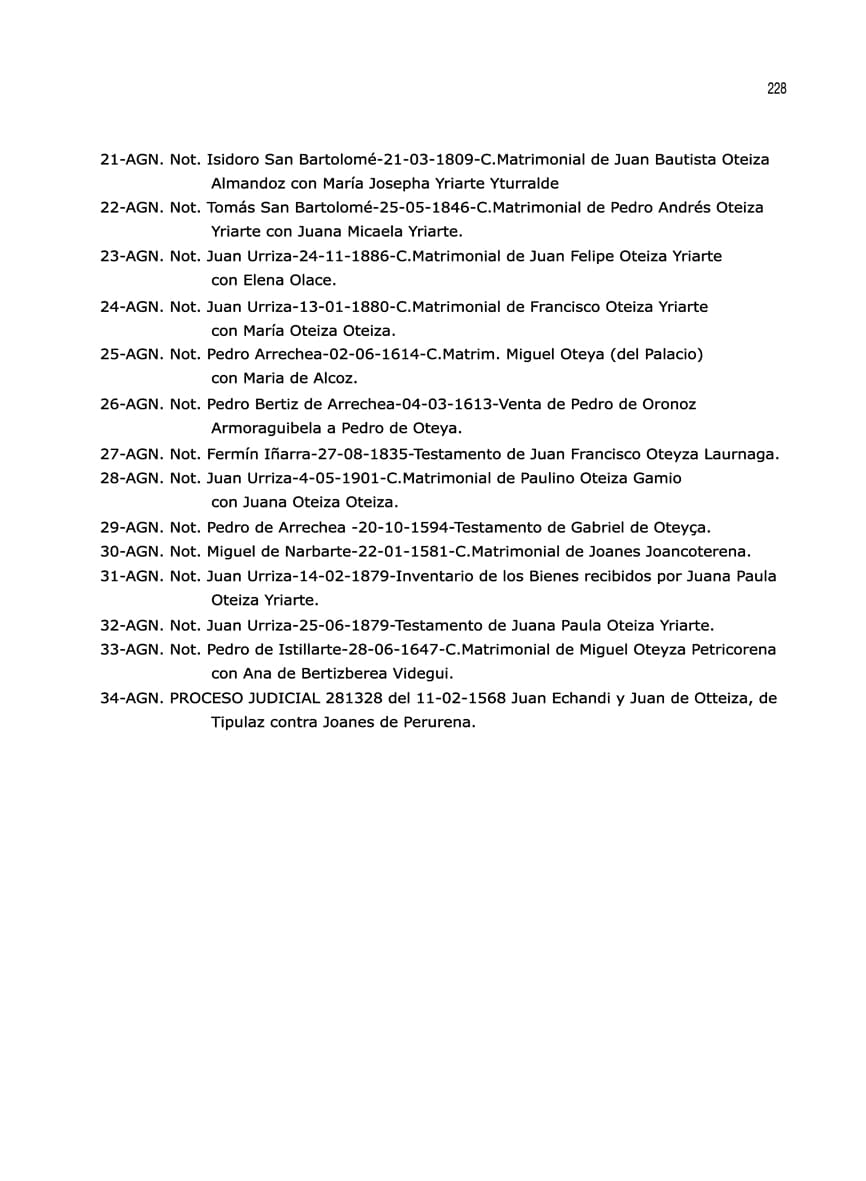 228
21-AGN. Not. Isidoro San Bartolomé-21-03-1809-C.Matrimonial de Juan Bautista Oteiza
Almandoz con María Josepha Yriarte Yturralde
22-AGN. Not. Tomás San Bartolomé-25-05-1846-C.Matrimonial de Pedro Andrés Oteiza
Yriarte con Juana Micaela Yriarte.
23-AGN. Not. Juan Urriza-24-11-1886-C.Matrimonial de Juan Felipe Oteiza Yriarte
con Elena Olace.
24-AGN. Not. Juan Urriza-13-01-1880-C.Matrimonial de Francisco Oteiza Yriarte
con María Oteiza Oteiza.
25-AGN. Not. Pedro Arrechea-02-06-1614-C.Matrim. Miguel Oteya (del Palacio)
con Maria de Alcoz.
26-AGN. Not. Pedro Bertiz de Arrechea-04-03-1613-Venta de Pedro de Oronoz
Armoraguibela a Pedro de Oteya.
27-AGN. Not. Fermín Iñarra-27-08-1835-Testamento de Juan Francisco Oteyza Laurnaga.
28-AGN. Not. Juan Urriza-4-05-1901-C.Matrimonial de Paulino Oteiza Gamio
con Juana Oteiza Oteiza.
29-AGN. Not. Pedro de Arrechea -20-10-1594-Testamento de Gabriel de Oteyça.
30-AGN. Not. Miguel de Narbarte-22-01-1581-C.Matrimonial de Joanes Joancoterena.
31-AGN. Not. Juan Urriza-14-02-1879-Inventario de los Bienes recibidos por Juana Paula
Oteiza Yriarte.
32-AGN. Not. Juan Urriza-25-06-1879-Testamento de Juana Paula Oteiza Yriarte.
33-AGN. Not. Pedro de Istillarte-28-06-1647-C.Matrimonial de Miguel Oteyza Petricorena
con Ana de Bertizberea Videgui.
34-AGN. PROCESO JUDICIAL 281328 del 11-02-1568 Juan Echandi y Juan de Otteiza, de
Tipulaz contra Joanes de Perurena.